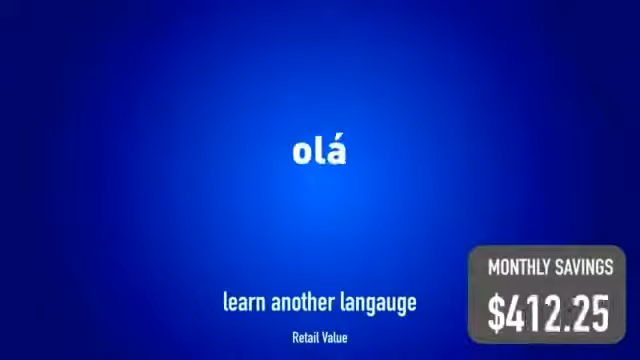 olá
learn another langauge
Retail Value
MONTHLY SAVINGS
$412.25